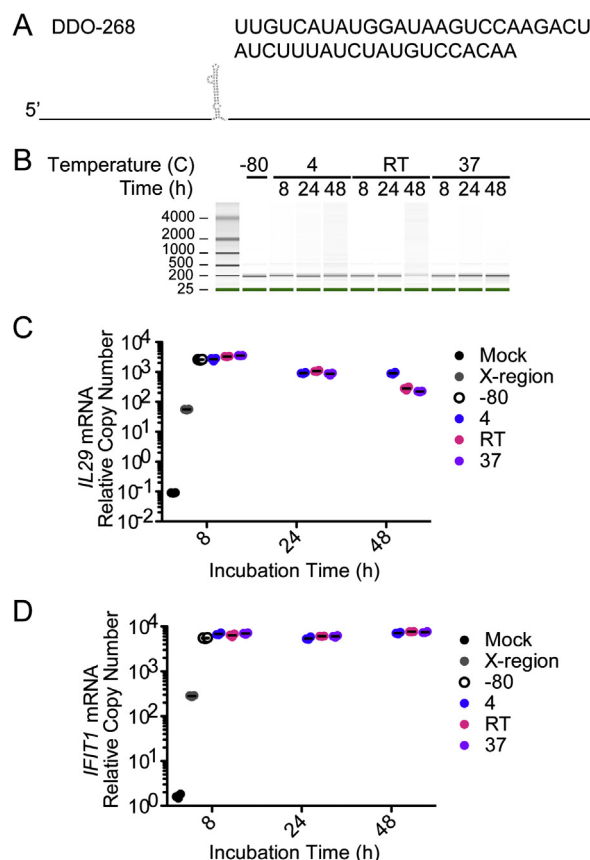 A DDO-268 UUGUCAUAUGGAUAAGUCCAAGACU
AUCUUUAUCUAUGUCCACAA
5’
B Temperature (C) -80 4 RT 37
Time (h) 8 24 48 8 24 48 8 24 48
4000
2000
1000
500
200
25
C
IL29 mRNA
Relative Copy Number
10^4
10^3
10^2
10^1
10^0
10^-1
10^-2
8 24 48
Incubation Time (h)
Mock
X-region
-80
4
RT
37
D
IFIT1 mRNA
Relative Copy Number
10^4
10^3
10^2
10^1
10^0
8 24 48
Incubation Time (h)
Mock
X-region
-80
4
RT
37